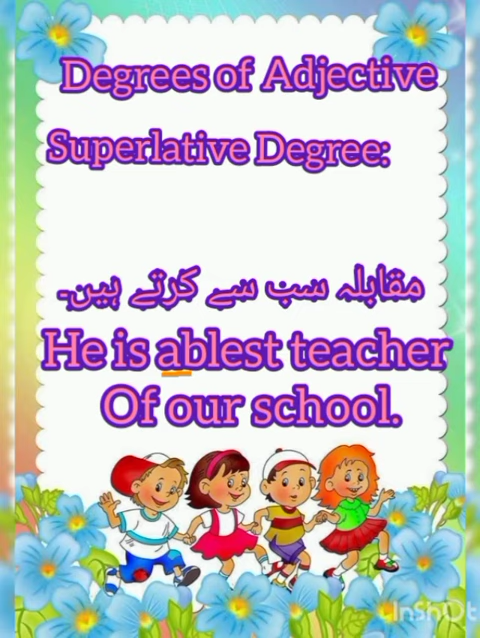 Degrees of Adjective
Superlative Degree:
مقابلہ سب سے کرتے ہیں۔
He is ablest teacher
Of our school.
InShOt